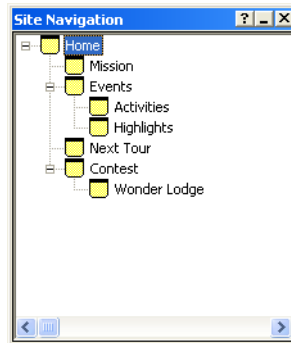 Site Navigation
Home
Mission
Events
Activities
Highlights
Next Tour
Contest
Wonder Lodge